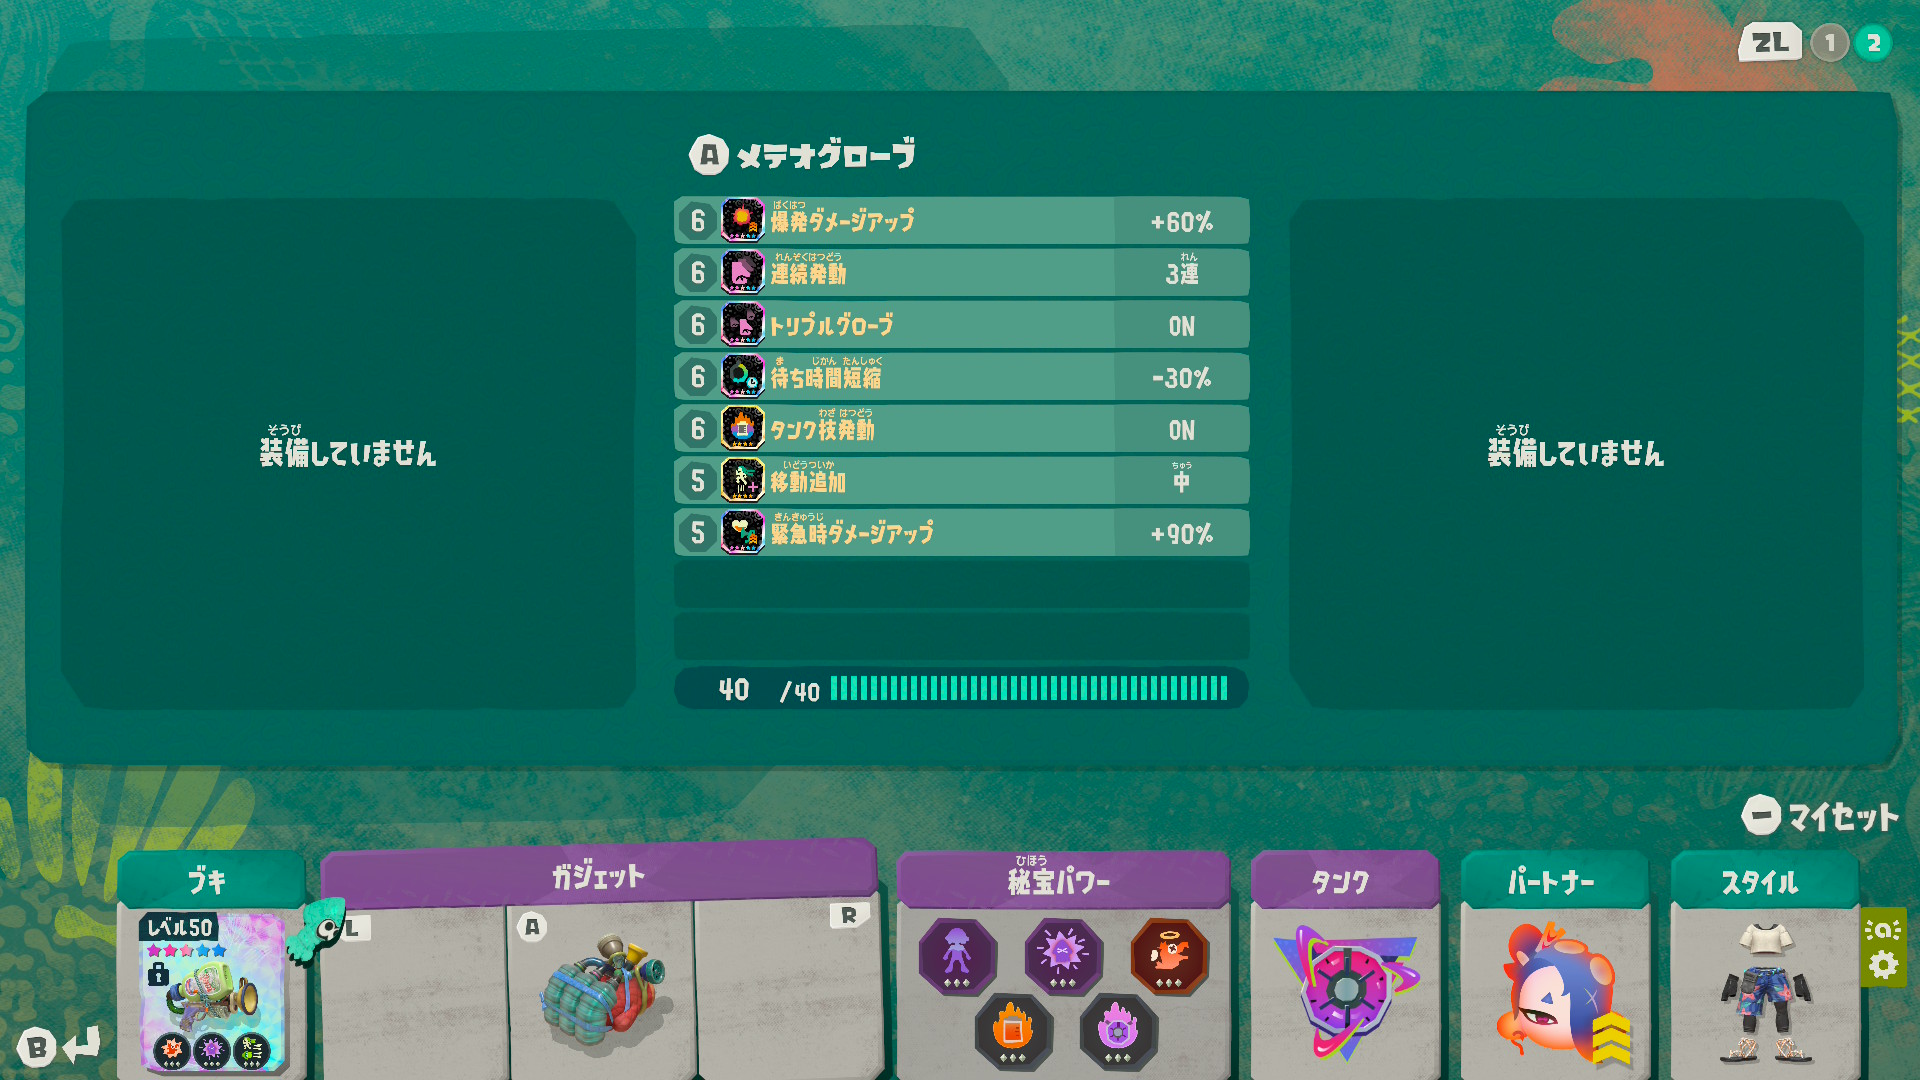 ZL 1 2
A メテオグローブ
ばくはつ
6 爆発ダメージアップ +60%
れんぞくはつどう れん
6 連続発動 3連
6 トリプルグローブ ON
ま じかん たんしゅく
6 待ち時間短縮 -30%
わざ はつどう
6 タンク技発動 ON
いどうついか ちゅう
5 移動追加 中
きんきゅうじ
5 緊急時ダメージアップ +90%
40 /40
そうび
装備していません
そうび
装備していません
マイセット
ブキ
ガジェット
ひほう
秘宝パワー
タンク
パートナー
スタイル
レベル50
L
A
R
B
a